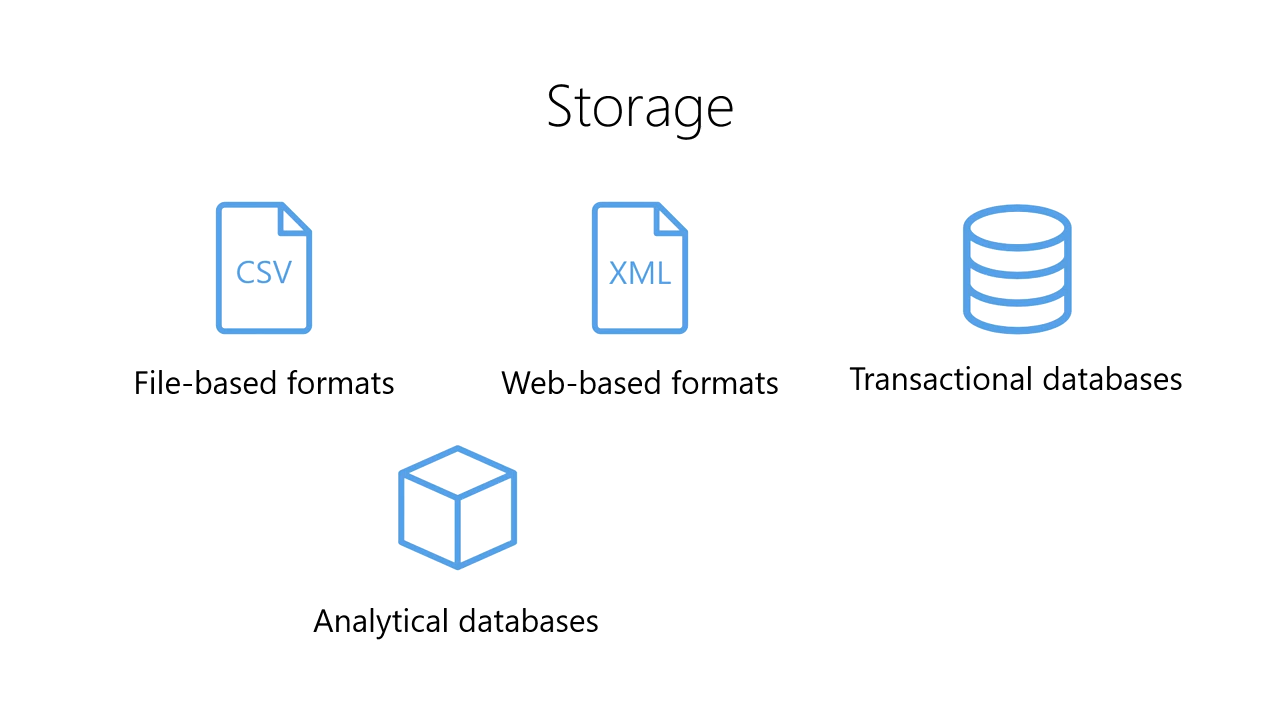 Storage
CSV
XML
File-based formats
Web-based formats
Transactional databases
Analytical databases